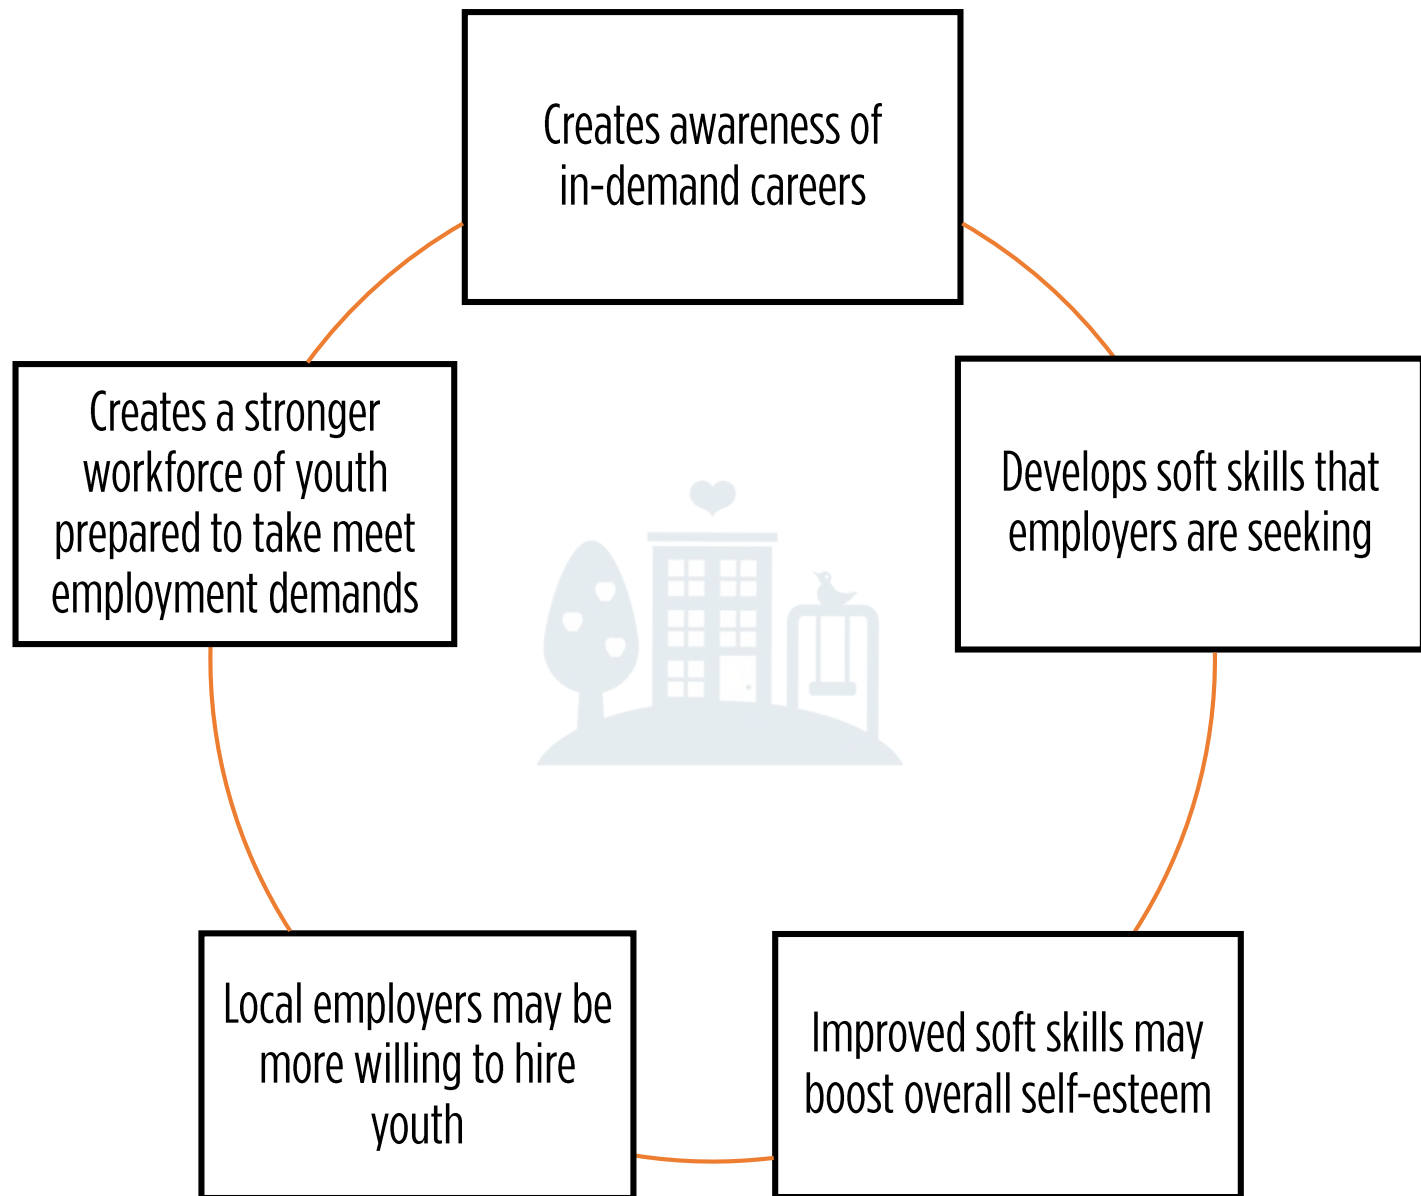 Creates awareness of
in-demand careers
Develops soft skills that
employers are seeking
Improved soft skills may
boost overall self-esteem
Local employers may be
more willing to hire
youth
Creates a stronger
workforce of youth
prepared to take meet
employment demands